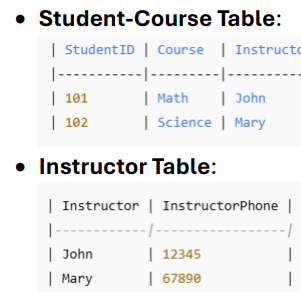 • Student-Course Table:
| StudentID | Course | Instructo
|-----------|---------|---------
| 101 | Math | John
| 102 | Science | Mary
• Instructor Table:
| Instructor | InstructorPhone |
|------------/-----------------/
| John | 12345 |
| Mary | 67890 |